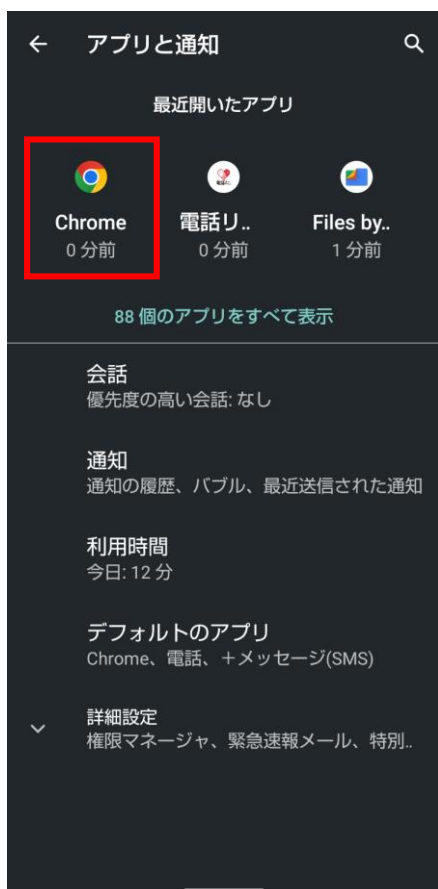 アプリと通知
最近開いたアプリ
Chrome
0 分前
電話リ..
0 分前
Files by..
1 分前
88 個のアプリをすべて表示
会話
優先度の高い会話: なし
通知
通知の履歴、バブル、最近送信された通知
利用時間
今日: 12 分
デフォルトのアプリ
Chrome、電話、＋メッセージ(SMS)
詳細設定
権限マネージャ、緊急速報メール、特別..